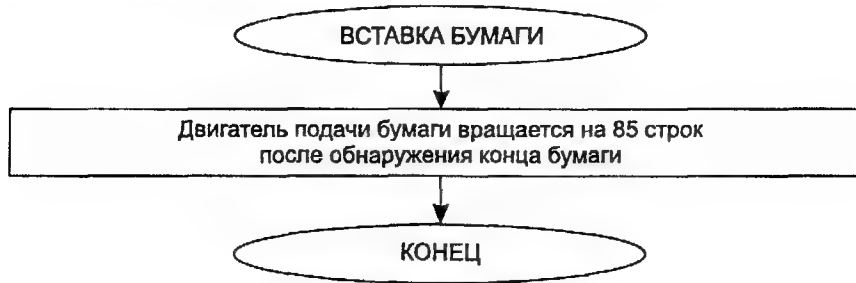 ВСТАВКА БУМАГИ
Двигатель подачи бумаги вращается на 85 строк
после обнаружения конца бумаги
КОНЕЦ